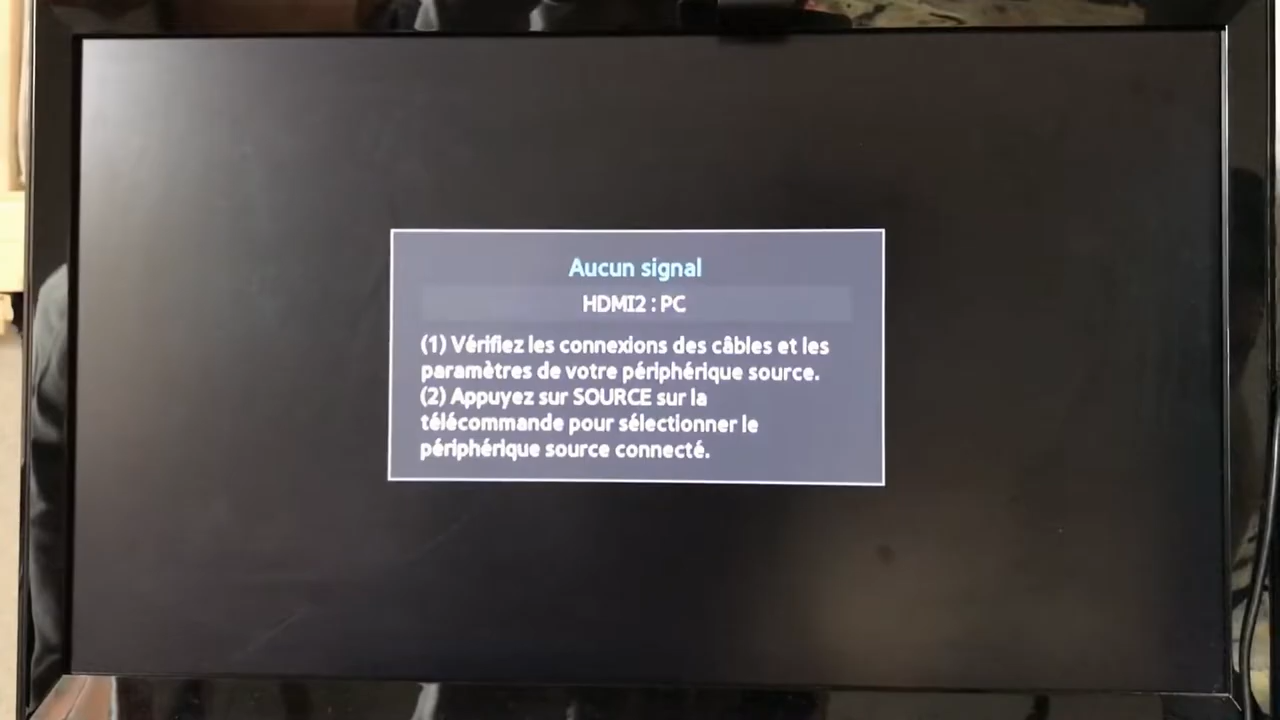 Aucun signal
HDMI2 : PC
(1) Vérifiez les connexions des câbles et les
paramètres de votre périphérique source.
(2) Appuyez sur SOURCE sur la
télécommande pour sélectionner le
périphérique source connecté.